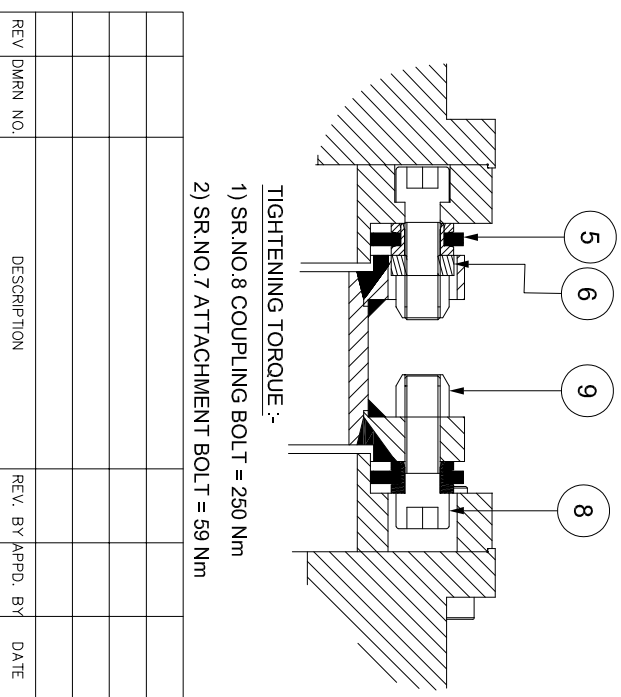 5
6
9
8
TIGHTENING TORQUE :-
1) SR.NO.8 COUPLING BOLT = 250 Nm
2) SR.NO.7 ATTACHMENT BOLT = 59 Nm
REV DMRN NO. DESCRIPTION REV. BY APPD. BY DATE